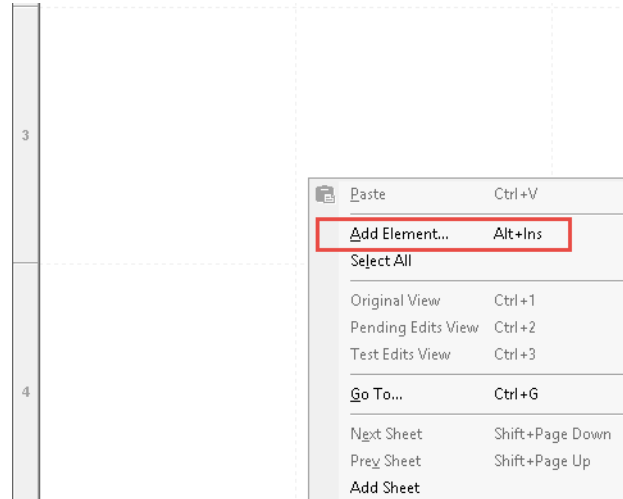 3
Paste Ctrl+V
Add Element... Alt+Ins
Select All
Original View Ctrl+1
Pending Edits View Ctrl+2
Test Edits View Ctrl+3
4
Go To... Ctrl+G
Next Sheet Shift+Page Down
Prev Sheet Shift+Page Up
Add Sheet